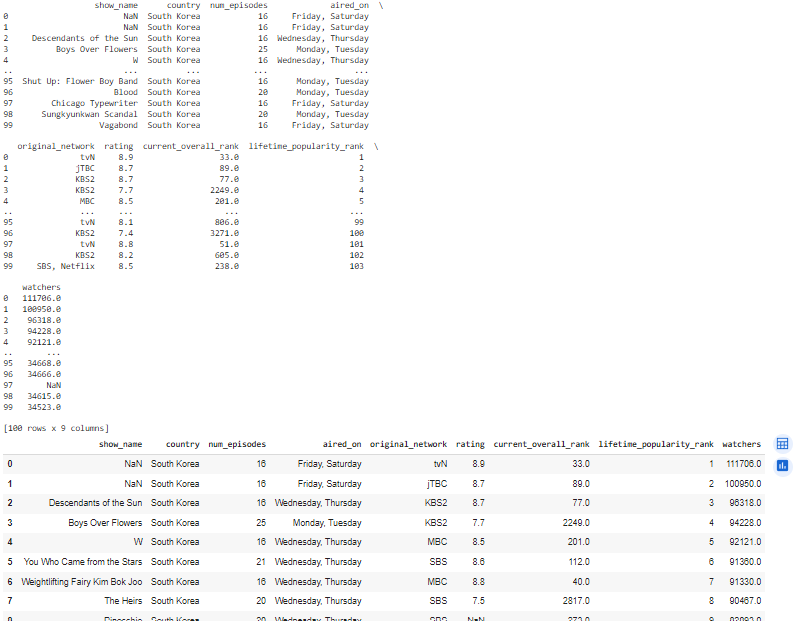 show_name country num_episodes aired_on \
0 NaN South Korea 16 Friday, Saturday
1 NaN South Korea 16 Friday, Saturday
2 Descendants of the Sun South Korea 16 Wednesday, Thursday
3 Boys Over Flowers South Korea 25 Monday, Tuesday
4 W South Korea 16 Wednesday, Thursday
.. ... ... ... ...
95 Shut Up: Flower Boy Band South Korea 16 Monday, Tuesday
96 Blood South Korea 20 Monday, Tuesday
97 Chicago Typewriter South Korea 16 Friday, Saturday
98 Sungkyunkwan Scandal South Korea 20 Monday, Tuesday
99 Vagabond South Korea 16 Friday, Saturday
original_network rating current_overall_rank lifetime_popularity_rank \
0 tvN 8.9 33.0 1
1 jTBC 8.7 89.0 2
2 KBS2 8.7 77.0 3
3 KBS2 7.7 2249.0 4
4 MBC 8.5 201.0 5
.. ... ... ... ...
95 tvN 8.1 806.0 99
96 KBS2 7.4 3271.0 100
97 tvN 8.8 51.0 101
98 KBS2 8.2 605.0 102
99 SBS, Netflix 8.5 238.0 103
watchers
0 111706.0
1 100950.0
2 96318.0
3 94228.0
4 92121.0
.. ...
95 34668.0
96 34666.0
97 NaN
98 34615.0
99 34523.0
[100 rows x 9 columns]
show_name country num_episodes aired_on original_network rating current_overall_rank lifetime_popularity_rank watchers
0 NaN South Korea 16 Friday, Saturday tvN 8.9 33.0 1 111706.0
1 NaN South Korea 16 Friday, Saturday jTBC 8.7 89.0 2 100950.0
2 Descendants of the Sun South Korea 16 Wednesday, Thursday KBS2 8.7 77.0 3 96318.0
3 Boys Over Flowers South Korea 25 Monday, Tuesday KBS2 7.7 2249.0 4 94228.0
4 W South Korea 16 Wednesday, Thursday MBC 8.5 201.0 5 92121.0
5 You Who Came from the Stars South Korea 21 Wednesday, Thursday SBS 8.6 112.0 6 91360.0
6 Weightlifting Fairy Kim Bok Joo South Korea 16 Wednesday, Thursday MBC 8.8 40.0 7 91330.0
7 The Heirs South Korea 20 Wednesday, Thursday SBS 7.5 2817.0 8 90467.0
Pinocchio South Korea 20 Wednesday, Thursday SBS NaN